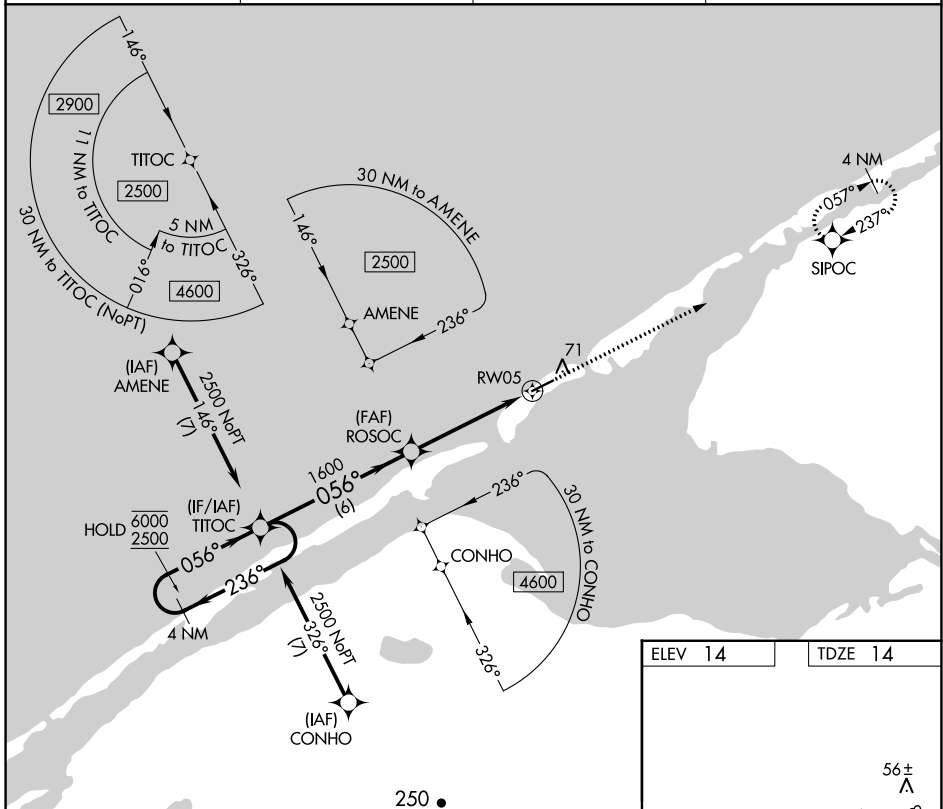 146°
2900
11 NM to TITOC
TITOC
2500
5 NM
to TITOC
016°
326°
4600
30 NM to TITOC (NoPT)
30 NM to AMENE
146°
2500
AMENE
236°
4 NM
057°
237°
SIPOC
(IAF)
AMENE
2500 NoPT
146°
(7)
RW05
71
(FAF)
ROSOC
1600
056°
(6)
(IF/IAF)
TITOC
HOLD
6000
2500
056°
236°
4 NM
236°
30 NM to CONHO
CONHO
4600
326°
2500 NoPT
326°
(7)
(IAF)
CONHO
ELEV 14
TDZE 14
56±
250